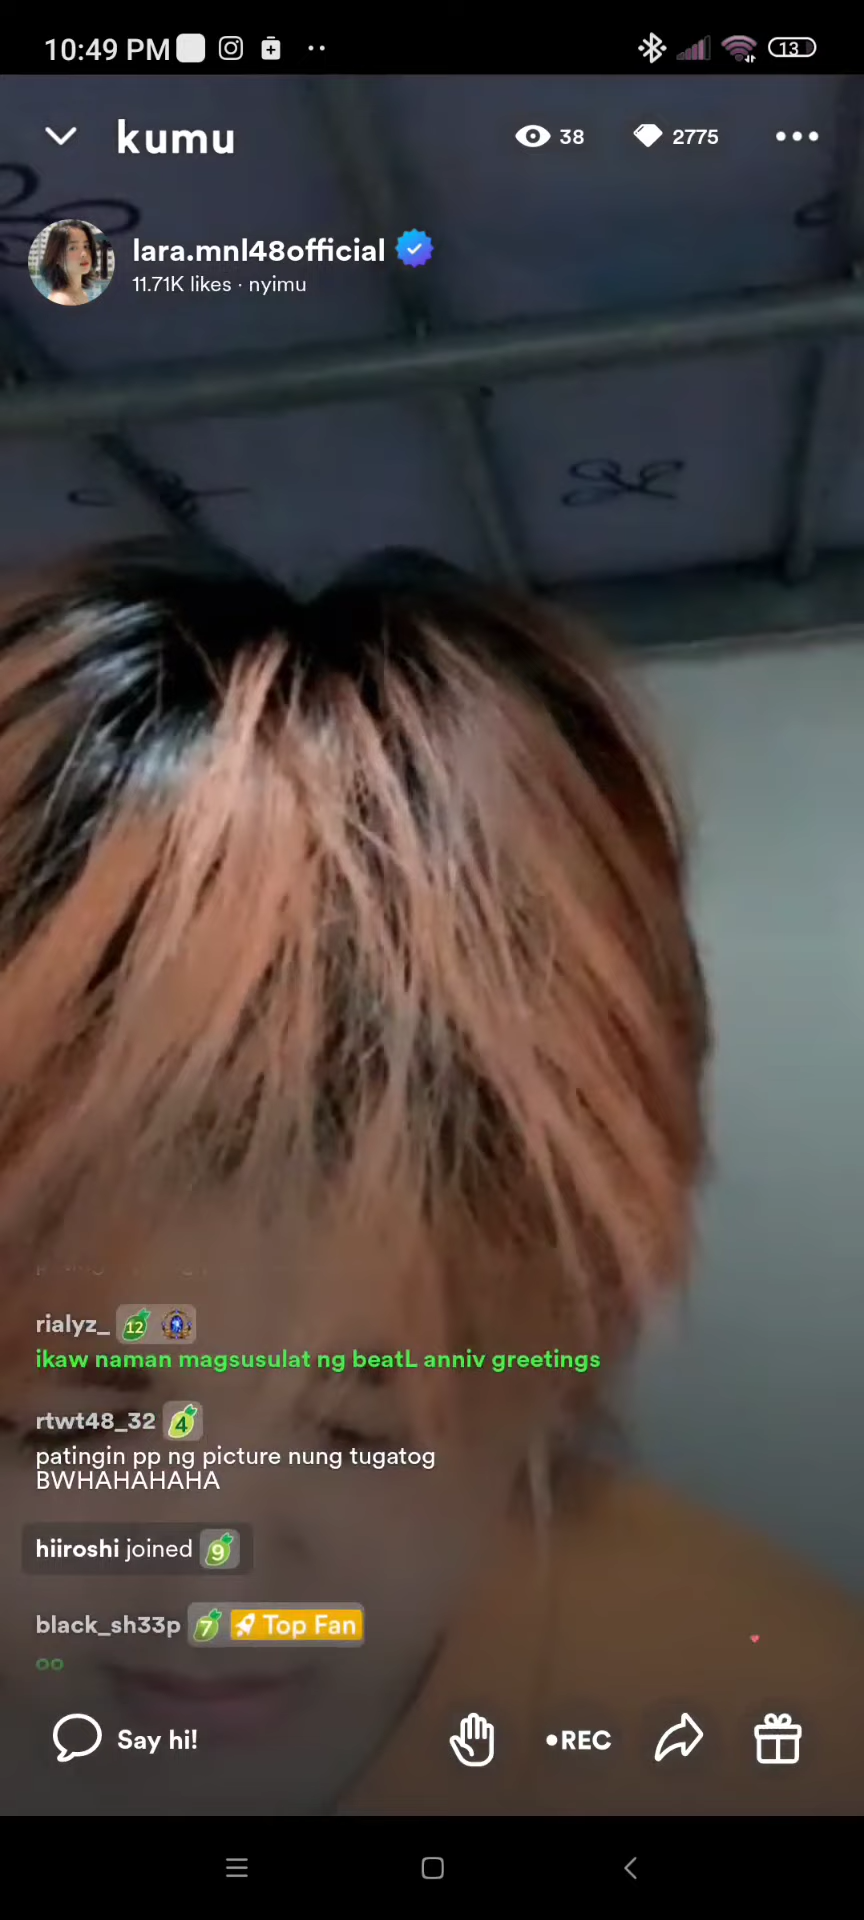 10:49 PM
13
kumu
38
2775
lara.mnl48official
11.71K likes · nyimu
rialyz_ 12
ikaw naman magsusulat ng beatL anniv greetings
rtwt48_32 4
patingin pp ng picture nung tugatog
BWHAHAHAHA
hiiroshi joined 9
black_sh33p 7 Top Fan
oo
Say hi!
•REC